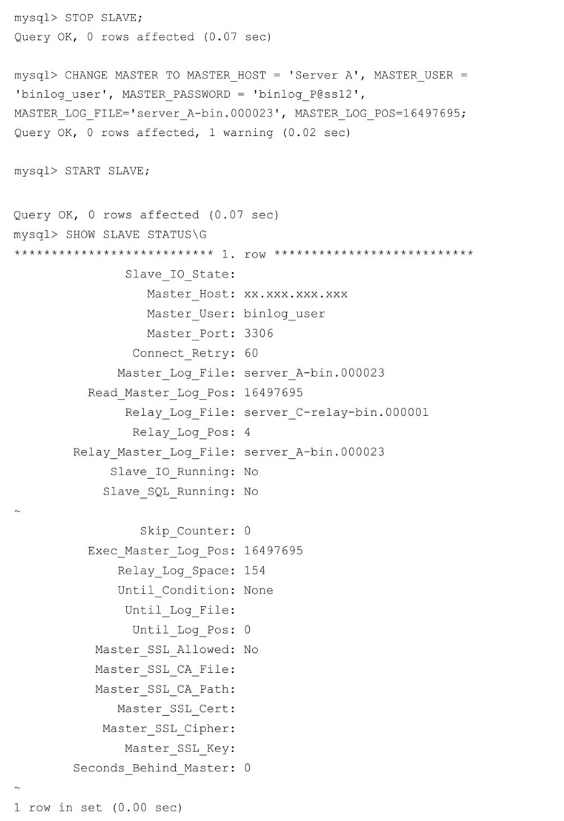 mysql> STOP SLAVE;
Query OK, 0 rows affected (0.07 sec)
mysql> CHANGE MASTER TO MASTER_HOST = 'Server A', MASTER_USER =
'binlog_user', MASTER_PASSWORD = 'binlog_P@ss12',
MASTER_LOG_FILE='server_A-bin.000023', MASTER_LOG_POS=16497695;
Query OK, 0 rows affected, 1 warning (0.02 sec)
mysql> START SLAVE;
Query OK, 0 rows affected (0.07 sec)
mysql> SHOW SLAVE STATUS\G
*************************** 1. row ***************************
Slave_IO_State:
Master_Host: xx.xxx.xxx.xxx
Master_User: binlog_user
Master_Port: 3306
Connect_Retry: 60
Master_Log_File: server_A-bin.000023
Read_Master_Log_Pos: 16497695
Relay_Log_File: server_C-relay-bin.000001
Relay_Log_Pos: 4
Relay_Master_Log_File: server_A-bin.000023
Slave_IO_Running: No
Slave_SQL_Running: No
~
Skip_Counter: 0
Exec_Master_Log_Pos: 16497695
Relay_Log_Space: 154
Until_Condition: None
Until_Log_File:
Until_Log_Pos: 0
Master_SSL_Allowed: No
Master_SSL_CA_File:
Master_SSL_CA_Path:
Master_SSL_Cert:
Master_SSL_Cipher:
Master_SSL_Key:
Seconds_Behind_Master: 0
~
1 row in set (0.00 sec)